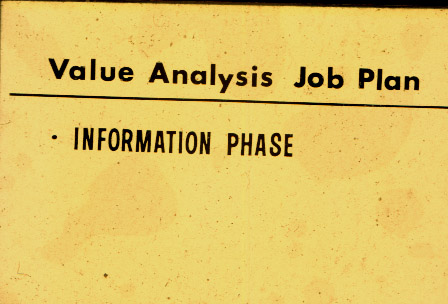 Value Analysis Job Plan
· INFORMATION PHASE